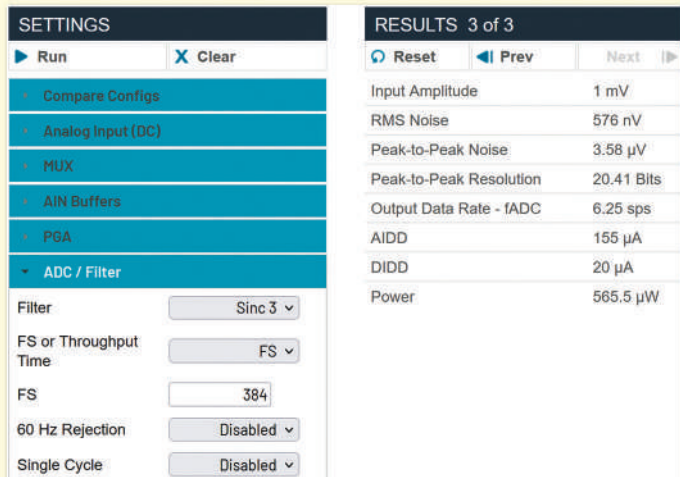 SETTINGS
Run
X Clear
Compare Configs
Analog Input (DC)
MUX
AIN Buffers
PGA
ADC / Filter
Filter
Sinc 3
FS or Throughput
Time
FS
FS
384
60 Hz Rejection
Disabled
Single Cycle
Disabled
RESULTS 3 of 3
Reset
Prev
Next
Input Amplitude
1 mV
RMS Noise
576 nV
Peak-to-Peak Noise
3.58 µV
Peak-to-Peak Resolution
20.41 Bits
Output Data Rate - fADC
6.25 sps
AIDD
155 µA
DIDD
20 µA
Power
565.5 µW